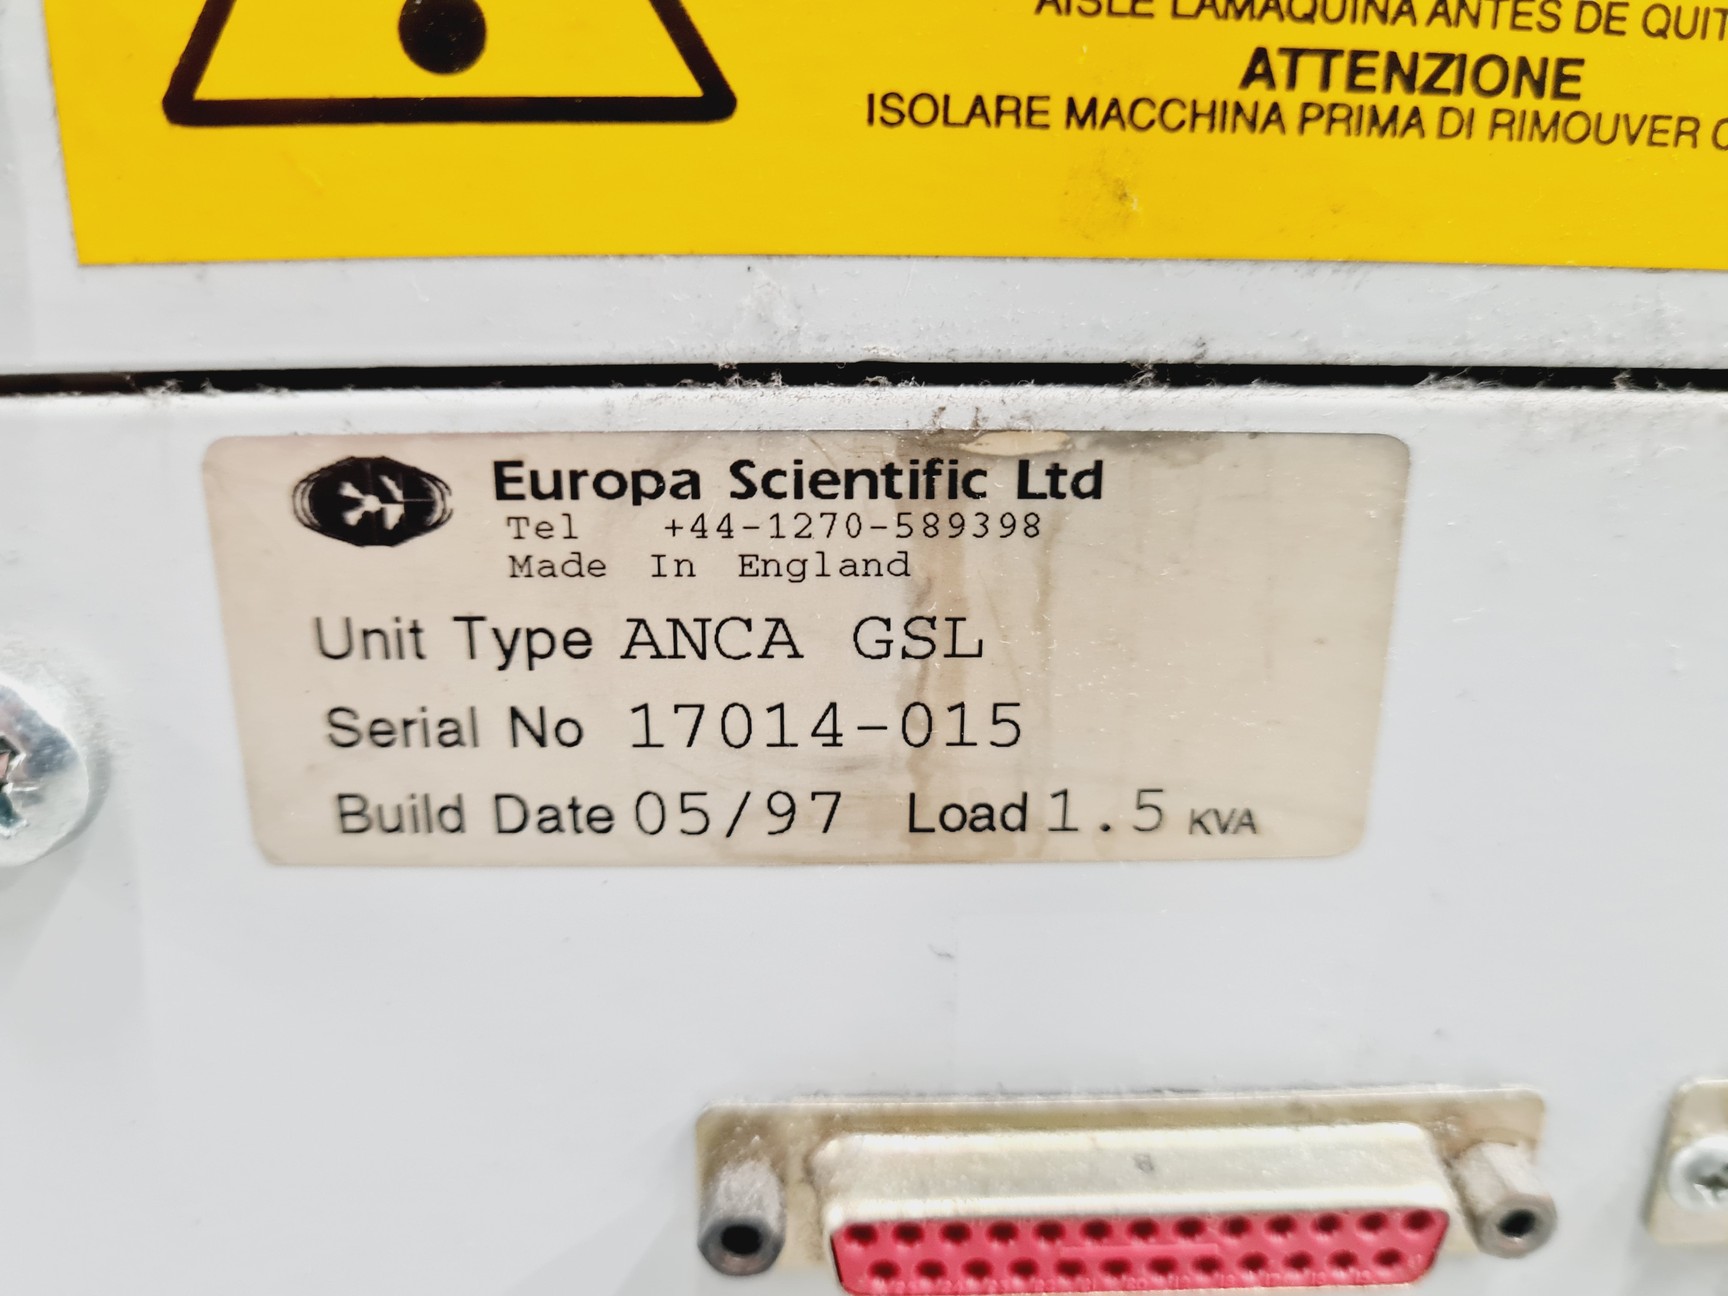 AISLE LAMAQUINA ANTES DE
ATTENZIONE
ISOLARE MACCHINA PRIMA DI RIMOUVER
Europa Scientific Ltd
Tel +44-1270-589398
Made In England
Unit Type ANCA GSL
Serial No 17014-015
Build Date 05/97 Load 1.5 KVA